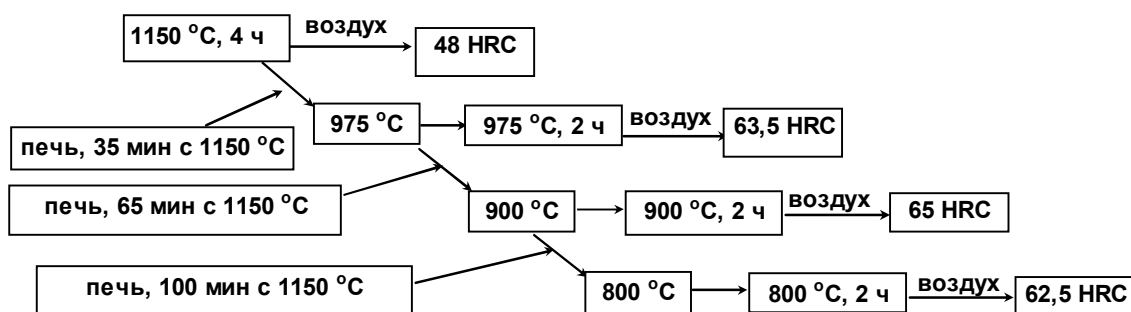 1150 °C, 4 ч воздух 48 HRC
975 °C 975 °C, 2 ч воздух 63,5 HRC
печь, 35 мин с 1150 °C
печь, 65 мин с 1150 °C 900 °C 900 °C, 2 ч воздух 65 HRC
печь, 100 мин с 1150 °C 800 °C 800 °C, 2 ч воздух 62,5 HRC